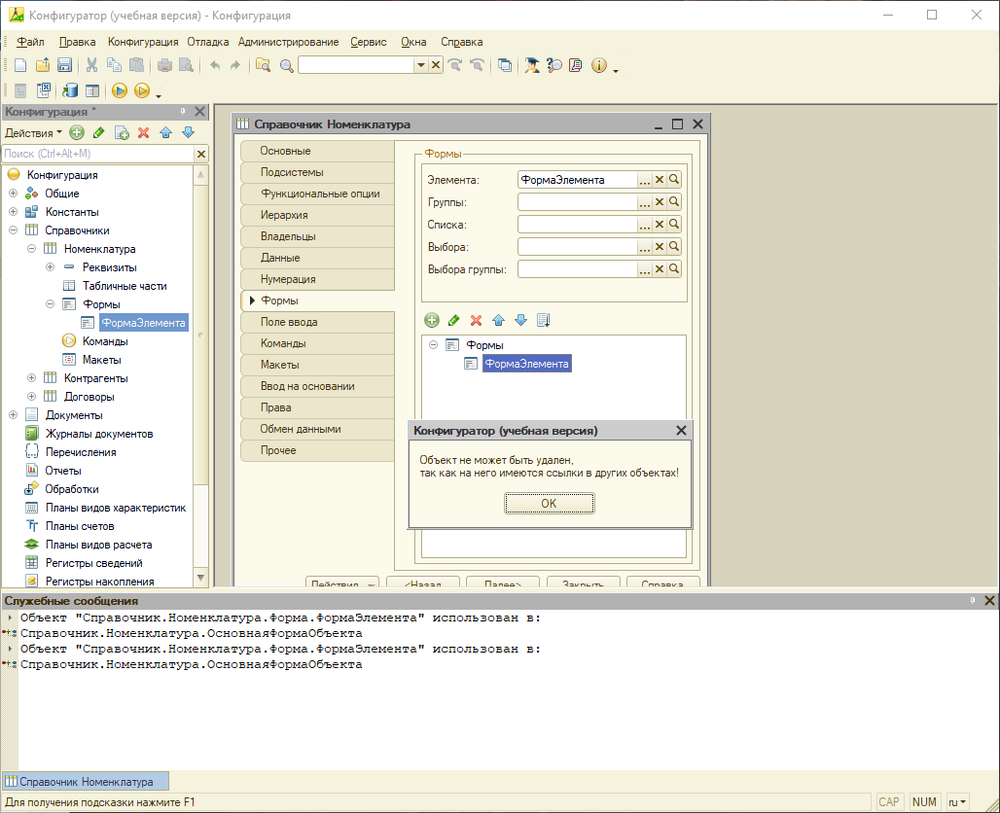 Конфигуратор (учебная версия) - Конфигурация
Файл Правка Конфигурация Отладка Администрирование Сервис Окна Справка
Конфигурация *
Действия
Поиск (Ctrl+Alt+M)
Конфигурация
Общие
Константы
Справочники
Номенклатура
Реквизиты
Табличные части
Формы
ФормаЭлемента
Команды
Макеты
Контрагенты
Договоры
Документы
Журналы документов
Перечисления
Отчеты
Обработки
Планы видов характеристик
Планы счетов
Планы видов расчета
Регистры сведений
Регистры накопления
Справочник Номенклатура
Основные
Подсистемы
Функциональные опции
Иерархия
Владельцы
Данные
Нумерация
Формы
Поле ввода
Команды
Макеты
Ввод на основании
Права
Обмен данными
Прочее
Формы
Элемента: ФормаЭлемента ...
Группы: ...
Списка: ...
Выбора: ...
Выбора группы: ...
Формы
ФормаЭлемента
Конфигуратор (учебная версия)
Объект не может быть удален,
так как на него имеются ссылки в других объектах!
OK
Действия <Назад Далее> Закрыть Справка
Служебные сообщения
Объект "Справочник.Номенклатура.Форма.ФормаЭлемента" использован в:
Справочник.Номенклатура.ОсновнаяФормаОбъекта
Объект "Справочник.Номенклатура.Форма.ФормаЭлемента" использован в:
Справочник.Номенклатура.ОсновнаяФормаОбъекта
Справочник Номенклатура
Для получения подсказки нажмите F1 CAP NUM ru